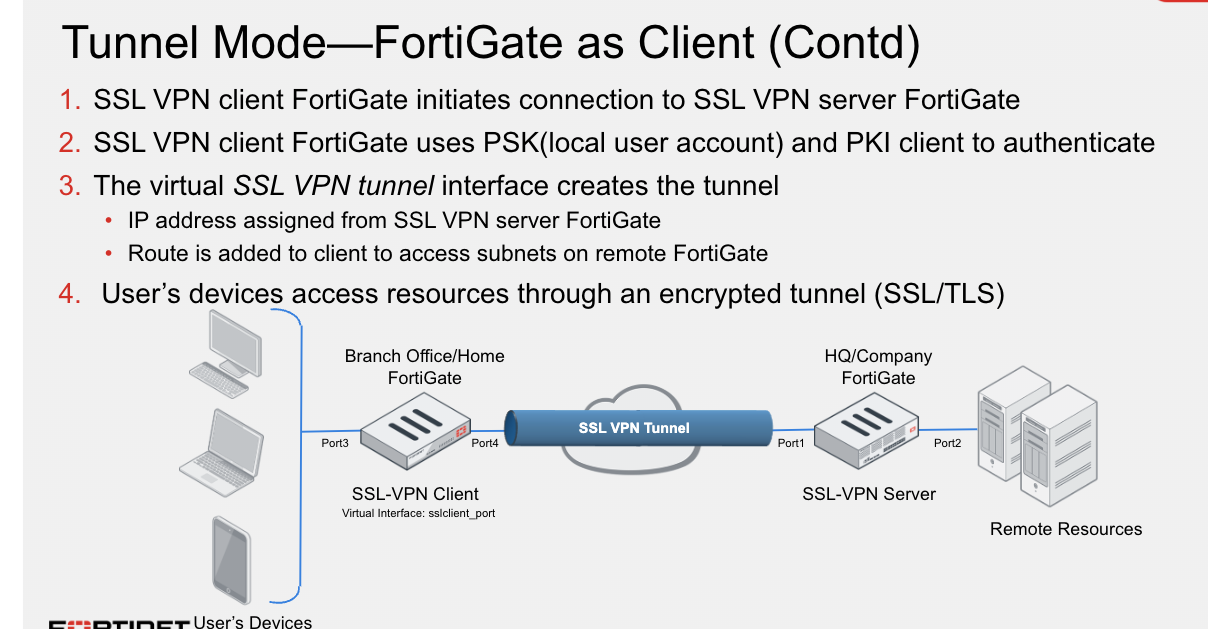 Tunnel Mode—FortiGate as Client (Contd)
1. SSL VPN client FortiGate initiates connection to SSL VPN server FortiGate
2. SSL VPN client FortiGate uses PSK(local user account) and PKI client to authenticate
3. The virtual SSL VPN tunnel interface creates the tunnel
• IP address assigned from SSL VPN server FortiGate
• Route is added to client to access subnets on remote FortiGate
4. User’s devices access resources through an encrypted tunnel (SSL/TLS)
Branch Office/Home
FortiGate
HQ/Company
FortiGate
SSL VPN Tunnel
Port3
Port4
Port1
Port2
SSL-VPN Client
Virtual Interface: sslclient_port
SSL-VPN Server
Remote Resources
FORTINET
User’s Devices